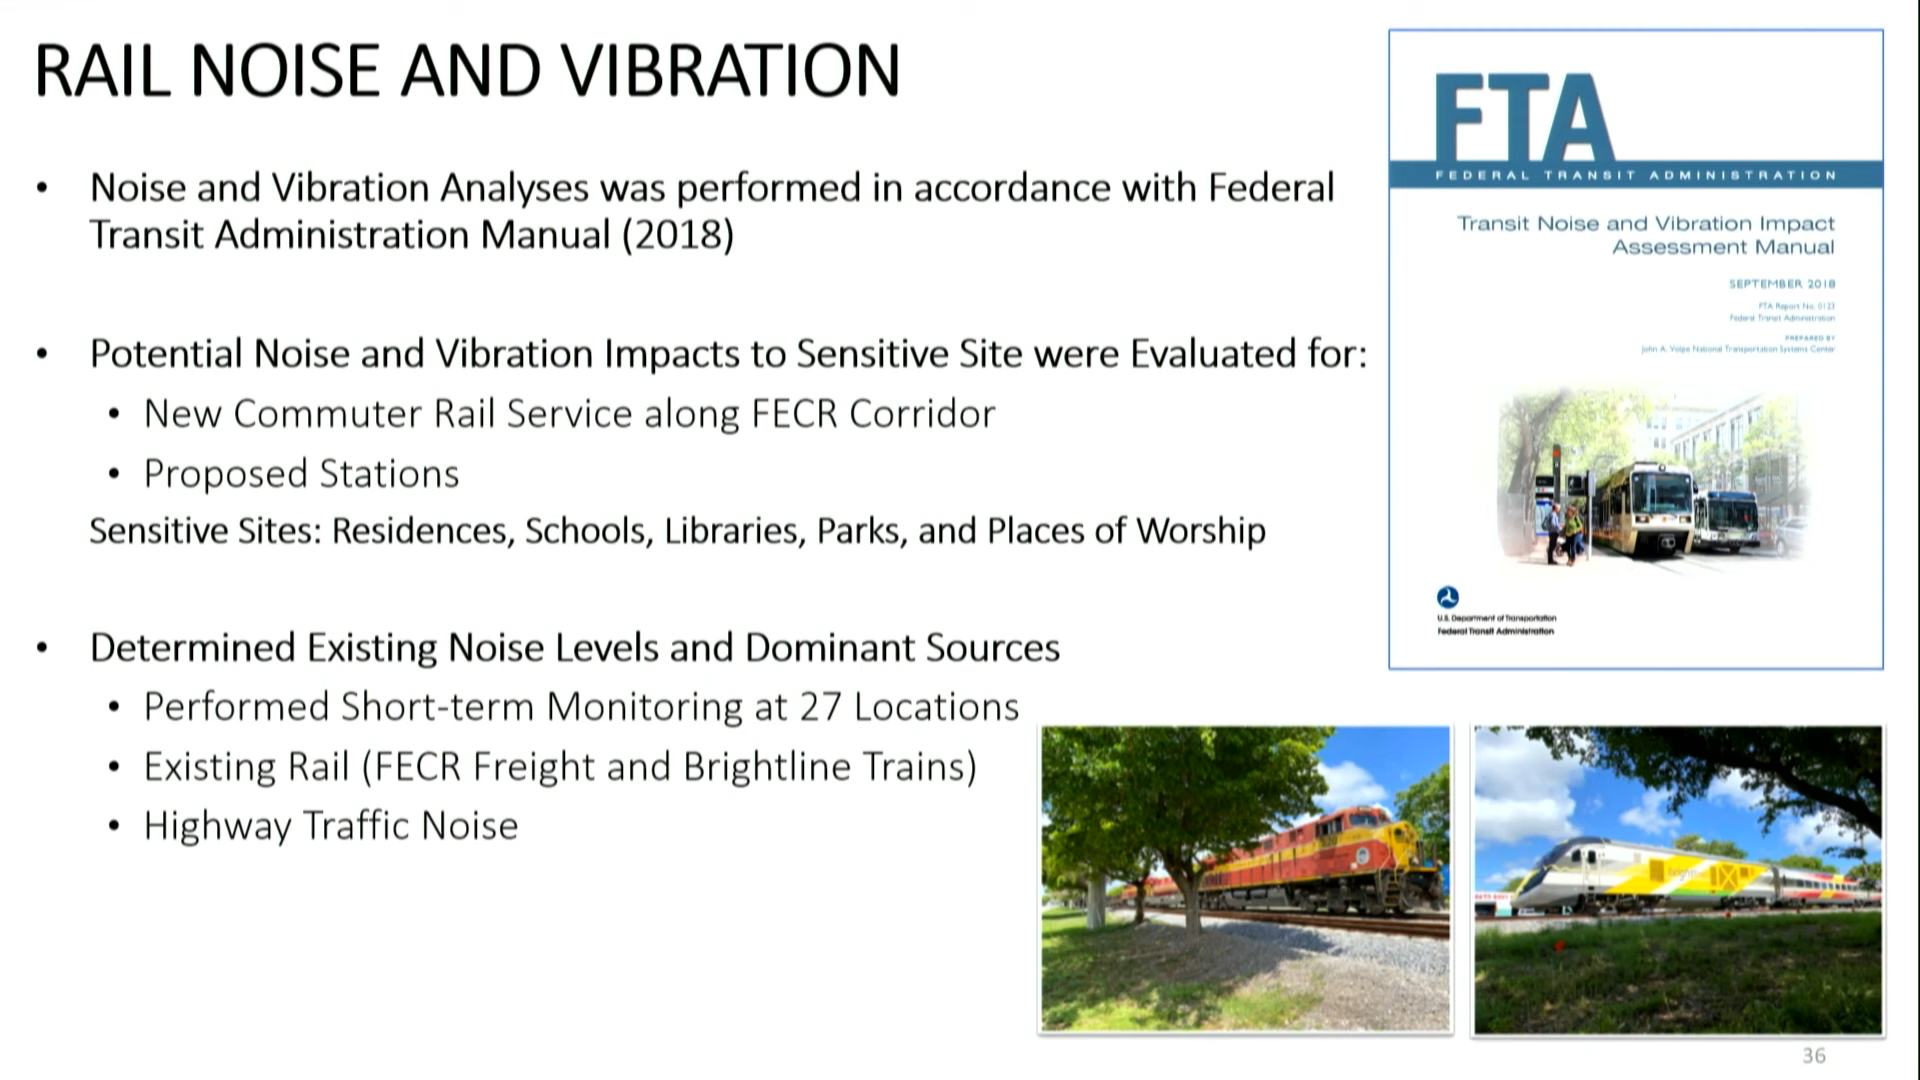 RAIL NOISE AND VIBRATION
• Noise and Vibration Analyses was performed in accordance with Federal
Transit Administration Manual (2018)
• Potential Noise and Vibration Impacts to Sensitive Site were Evaluated for:
• New Commuter Rail Service along FECR Corridor
• Proposed Stations
Sensitive Sites: Residences, Schools, Libraries, Parks, and Places of Worship
• Determined Existing Noise Levels and Dominant Sources
• Performed Short-term Monitoring at 27 Locations
• Existing Rail (FECR Freight and Brightline Trains)
• Highway Traffic Noise
FTA
FEDERAL TRANSIT ADMINISTRATION
Transit Noise and Vibration Impact
Assessment Manual
SEPTEMBER 2018
FTA Report No. 0123
Federal Transit Administration
PREPARED BY
John A. Volpe National Transportation Systems Center
U.S. Department of Transportation
Federal Transit Administration
36